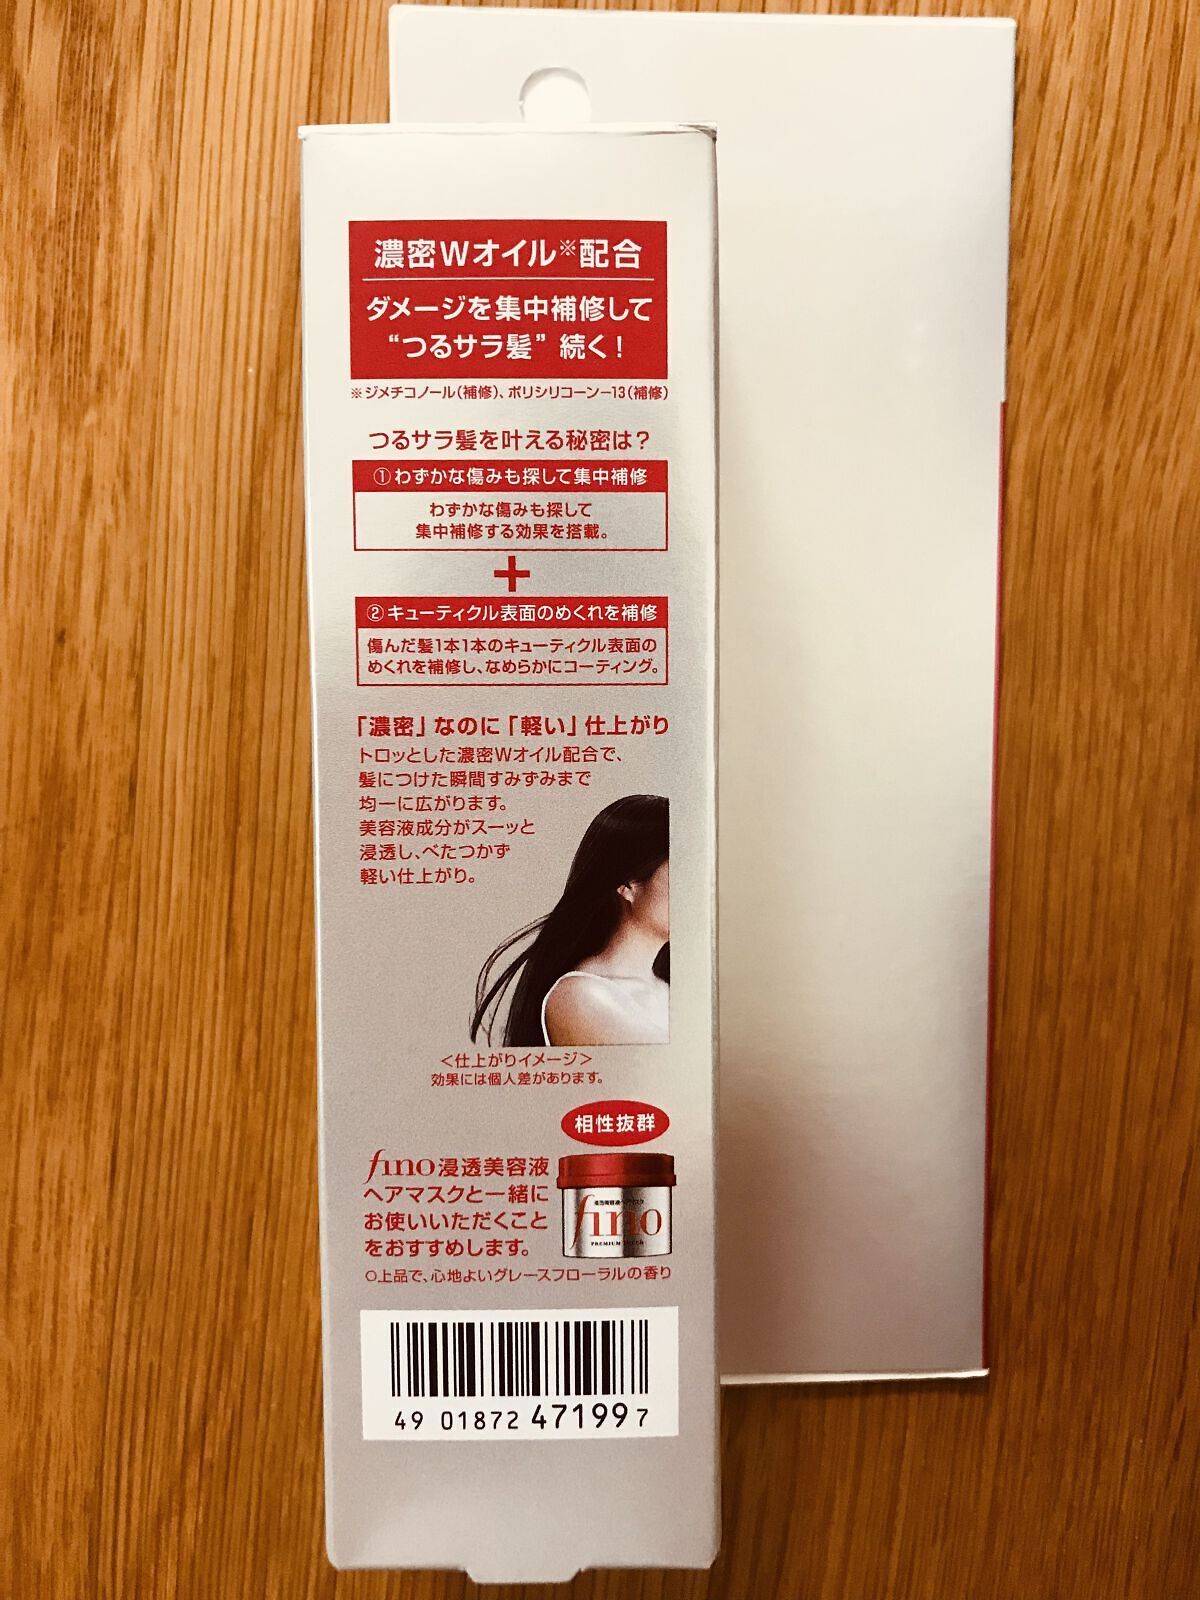 濃密Wオイル※配合
ダメージを集中補修して
“つるサラ髪”続く！
※ジメチコノール（補修）、ポリシリコーン−13（補修）
つるサラ髪を叶える秘密は？
①わずかな傷みも探して集中補修
わずかな傷みも探して
集中補修する効果を搭載。
+
②キューティクル表面のめくれを補修
傷んだ髪1本1本のキューティクル表面の
めくれを補修し、なめらかにコーティング。
「濃密」なのに「軽い」仕上がり
トロッとした濃密Wオイル配合で、
髪につけた瞬間すみずみまで
均一に広がります。
美容液成分がスーッと
浸透し、べたつかず
軽い仕上がり。
＜仕上がりイメージ＞
効果には個人差があります。
相性抜群
fino浸透美容液
ヘアマスクと一緒に
お使いいただくこと
をおすすめします。
浸透美容液ヘアマスク
fino
PREMIUM TOUCH
○上品で、心地よいグレースフローラルの香り
49 01872 47199 7